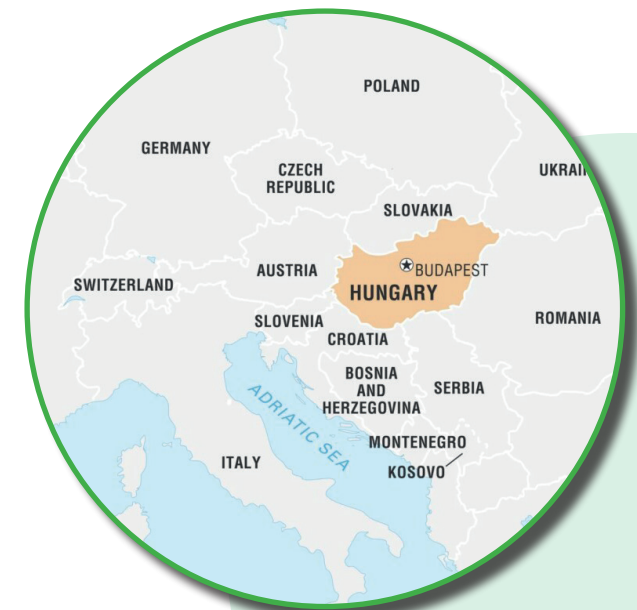 POLAND
GERMANY
CZECH
REPUBLIC
UKRAI
SLOVAKIA
AUSTRIA
BUDAPEST
SWITZERLAND
HUNGARY
SLOVENIA
ROMANIA
CROATIA
BOSNIA
AND
HERZEGOVINA
SERBIA
ADRIATIC SEA
MONTENEGRO
ITALY
KOSOVO